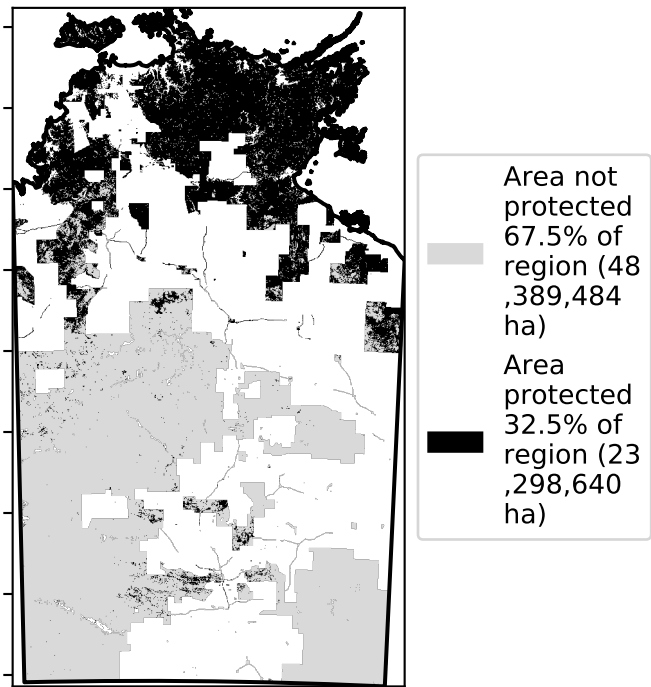 Area not
protected
67.5% of
region (48
,389,484
ha)
Area
protected
32.5% of
region (23
,298,640
ha)